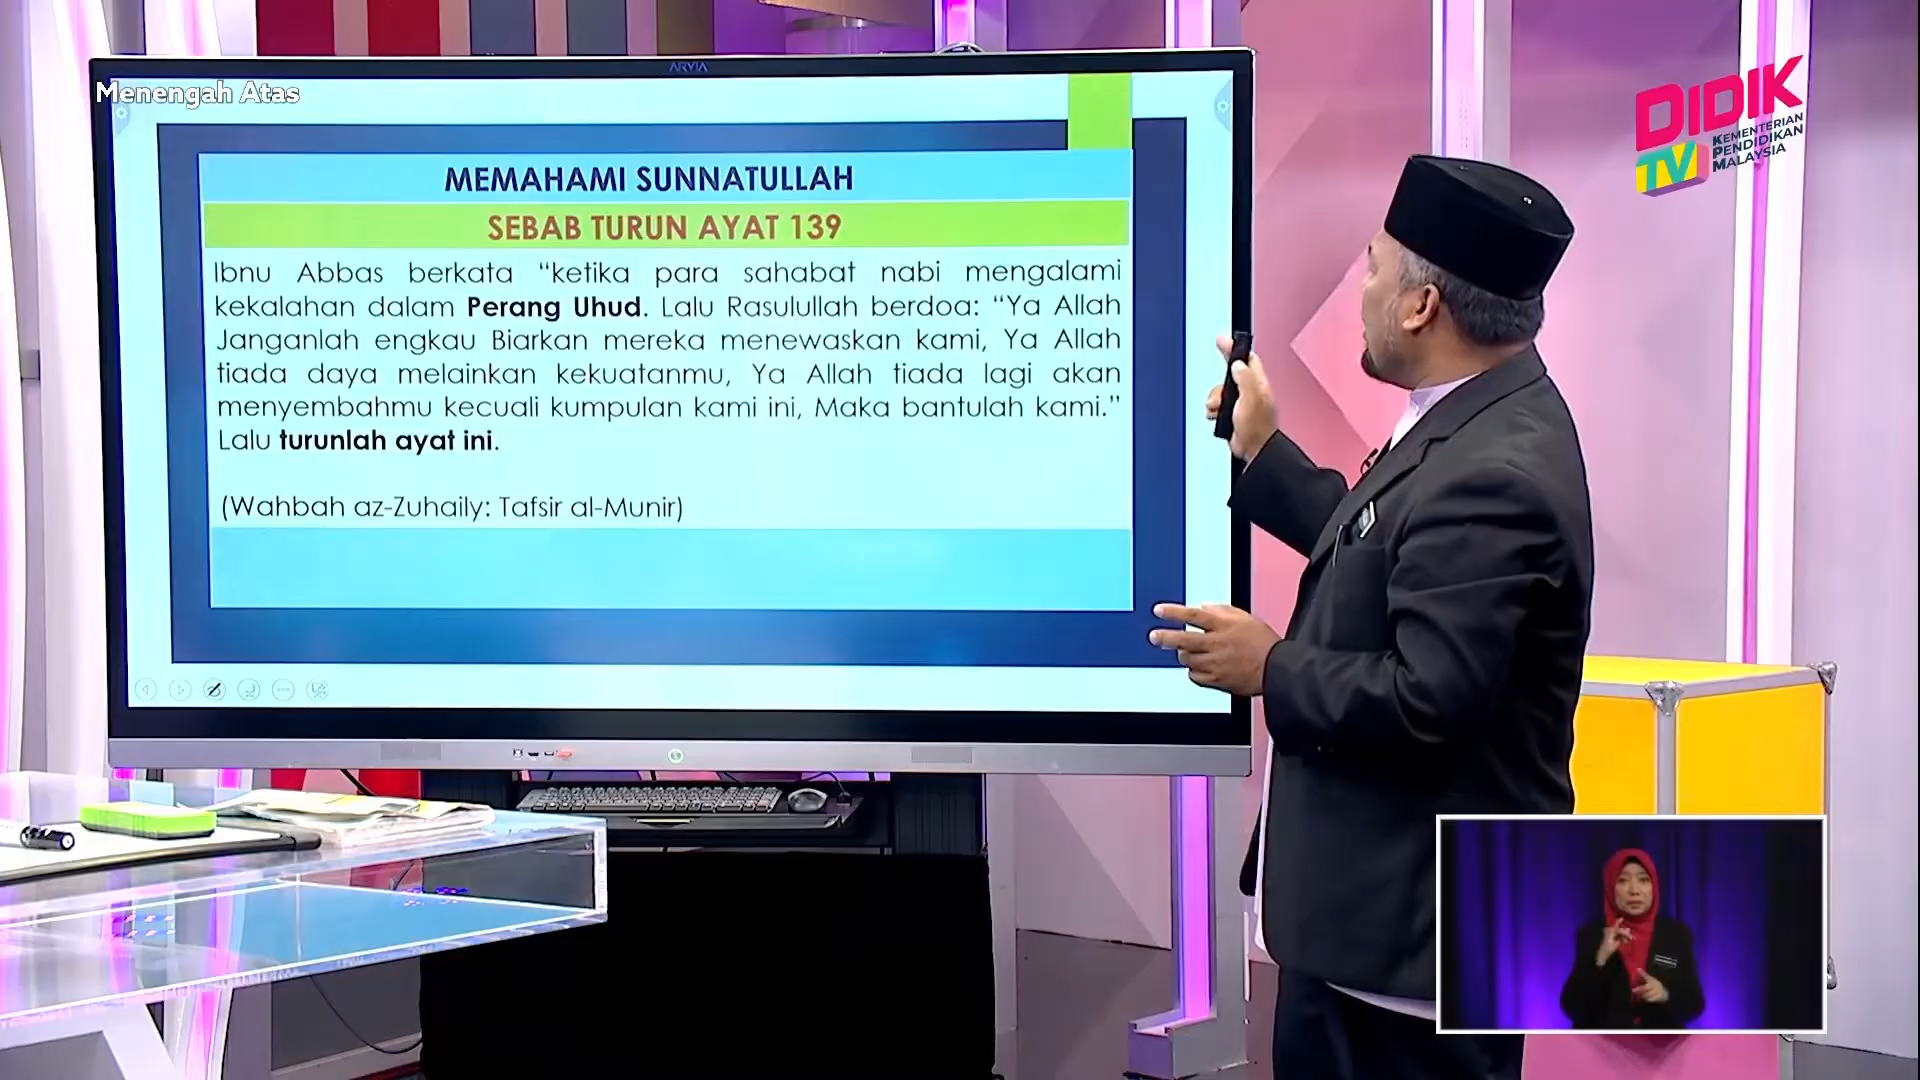 ARVIA
Menengah Atas
DIDIK
TV
KEMENTERIAN
PENDIDIKAN
MALAYSIA
MEMAHAMI SUNNATULLAH
SEBAB TURUN AYAT 139
Ibnu Abbas berkata “ketika para sahabat nabi mengalami
kekalahan dalam Perang Uhud. Lalu Rasulullah berdoa: “Ya Allah
Janganlah engkau Biarkan mereka menewaskan kami, Ya Allah
tiada daya melainkan kekuatanmu, Ya Allah tiada lagi akan
menyembahmu kecuali kumpulan kami ini, Maka bantulah kami.”
Lalu turunlah ayat ini.
(Wahbah az-Zuhaily: Tafsir al-Munir)